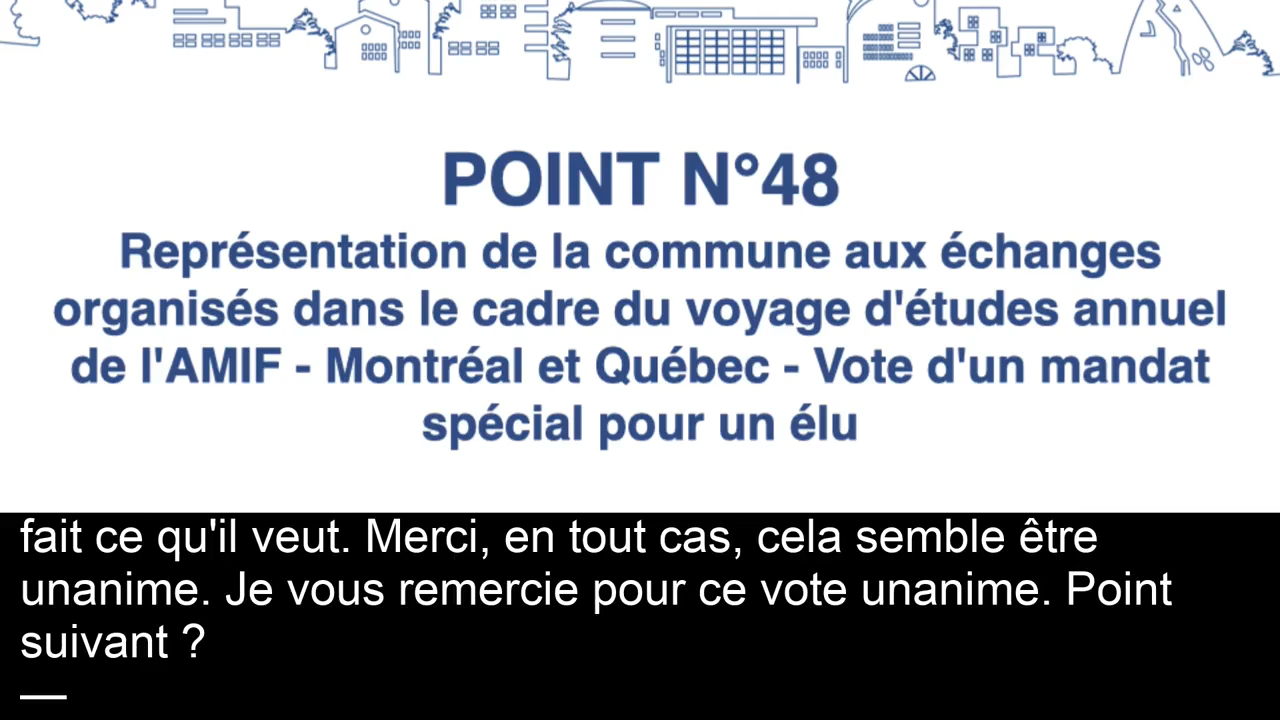 POINT N°48
Représentation de la commune aux échanges
organisés dans le cadre du voyage d'études annuel
de l'AMIF - Montréal et Québec - Vote d'un mandat
spécial pour un élu
fait ce qu'il veut. Merci, en tout cas, cela semble être
unanime. Je vous remercie pour ce vote unanime. Point
suivant ?